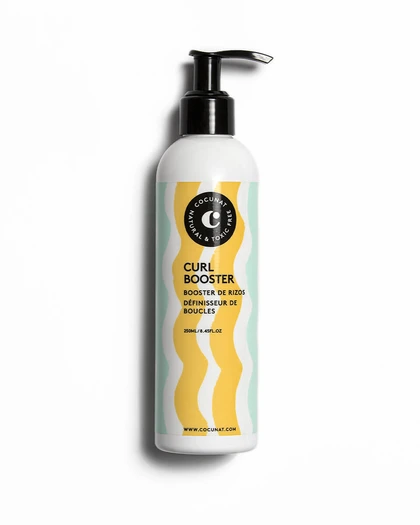 COCUNAT
NATURAL & TOXIC FREE
C
CURL
BOOSTER
BOOSTER DE RIZOS
DÉFINISSEUR DE
BOUCLES
250ML/8.45FL.OZ
WWW.COCUNAT.COM